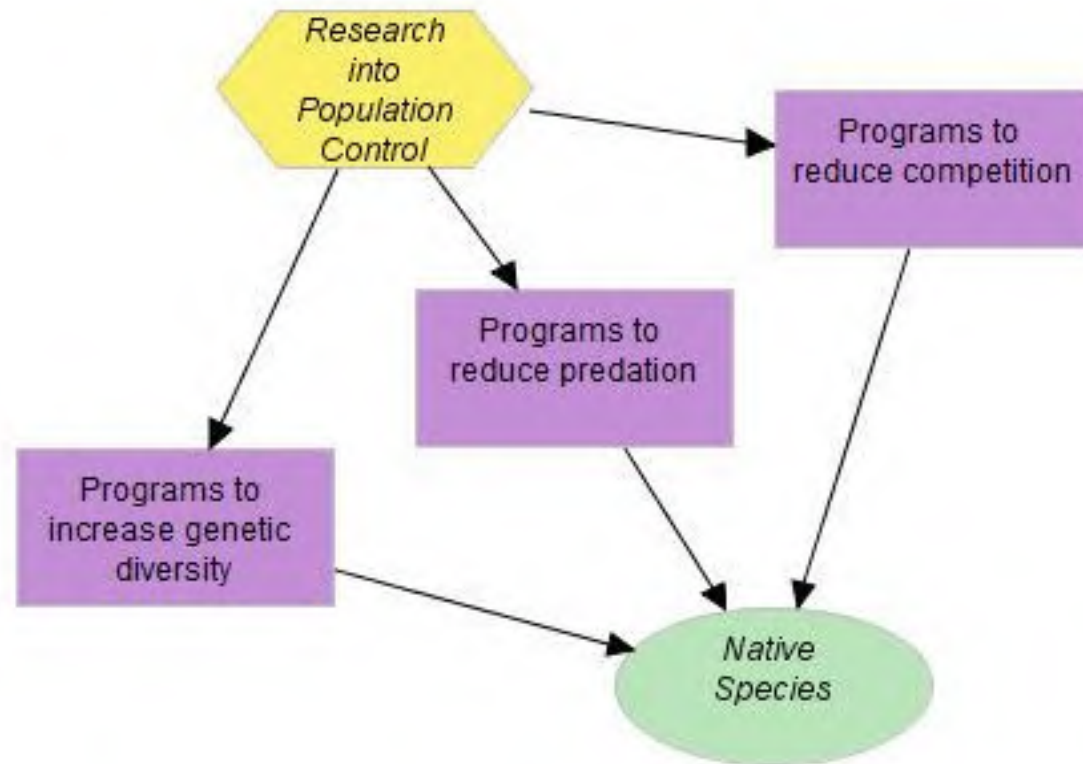 Research
into
Population
Control
Programs to
reduce competition
Programs to
reduce predation
Programs to
increase genetic
diversity
Native
Species